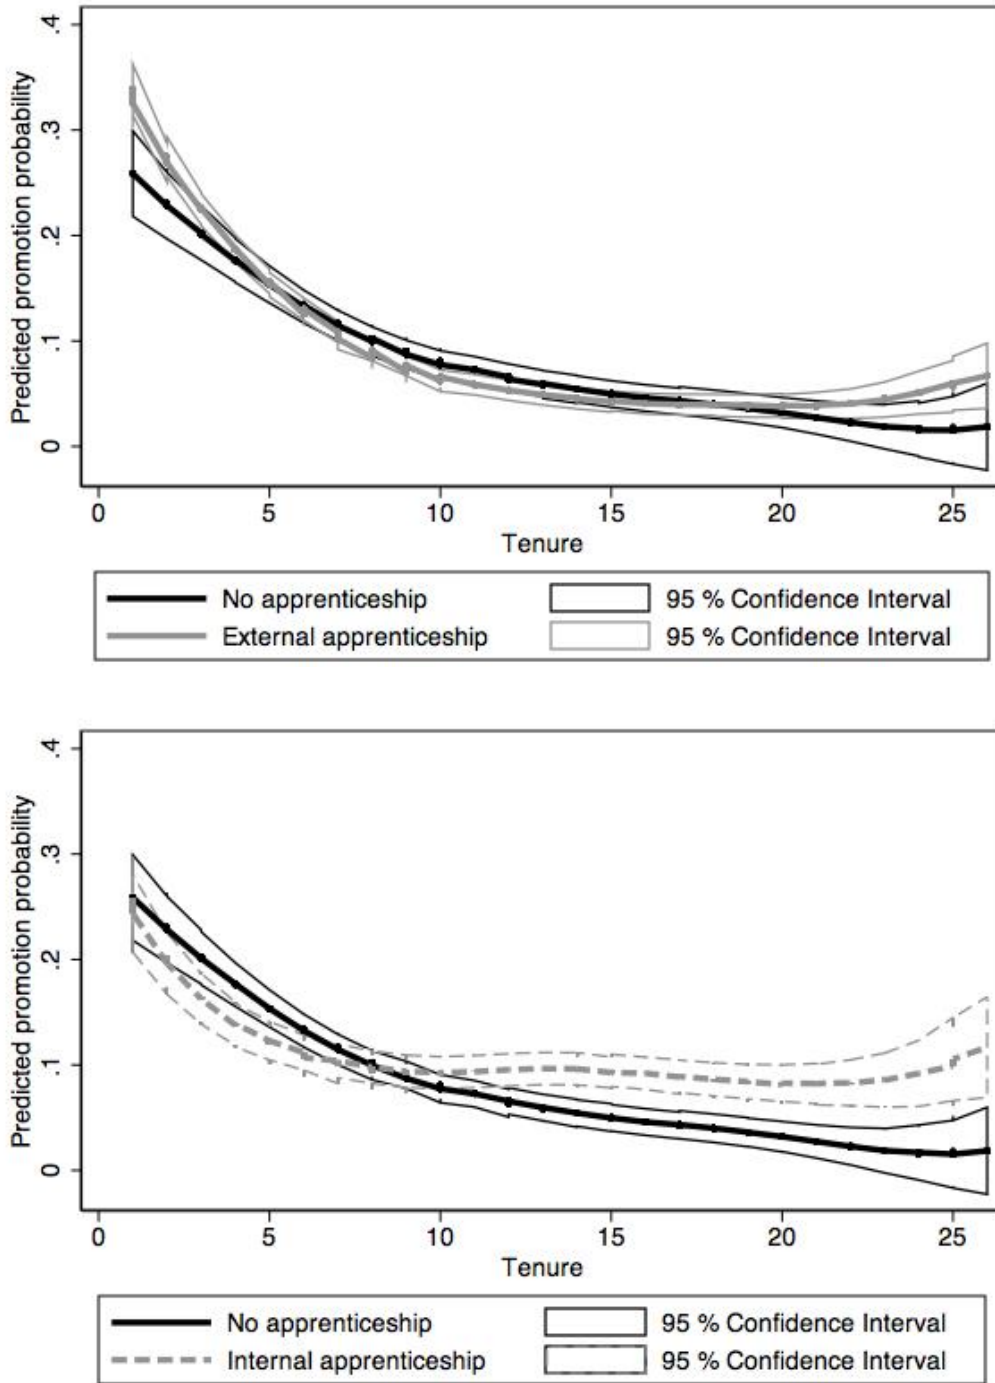 .4
.3
.2
.1
0
Predicted promotion probability
0 5 10 15 20 25
Tenure
No apprenticeship 95 % Confidence Interval
External apprenticeship 95 % Confidence Interval
.4
.3
.2
.1
0
Predicted promotion probability
0 5 10 15 20 25
Tenure
No apprenticeship 95 % Confidence Interval
Internal apprenticeship 95 % Confidence Interval